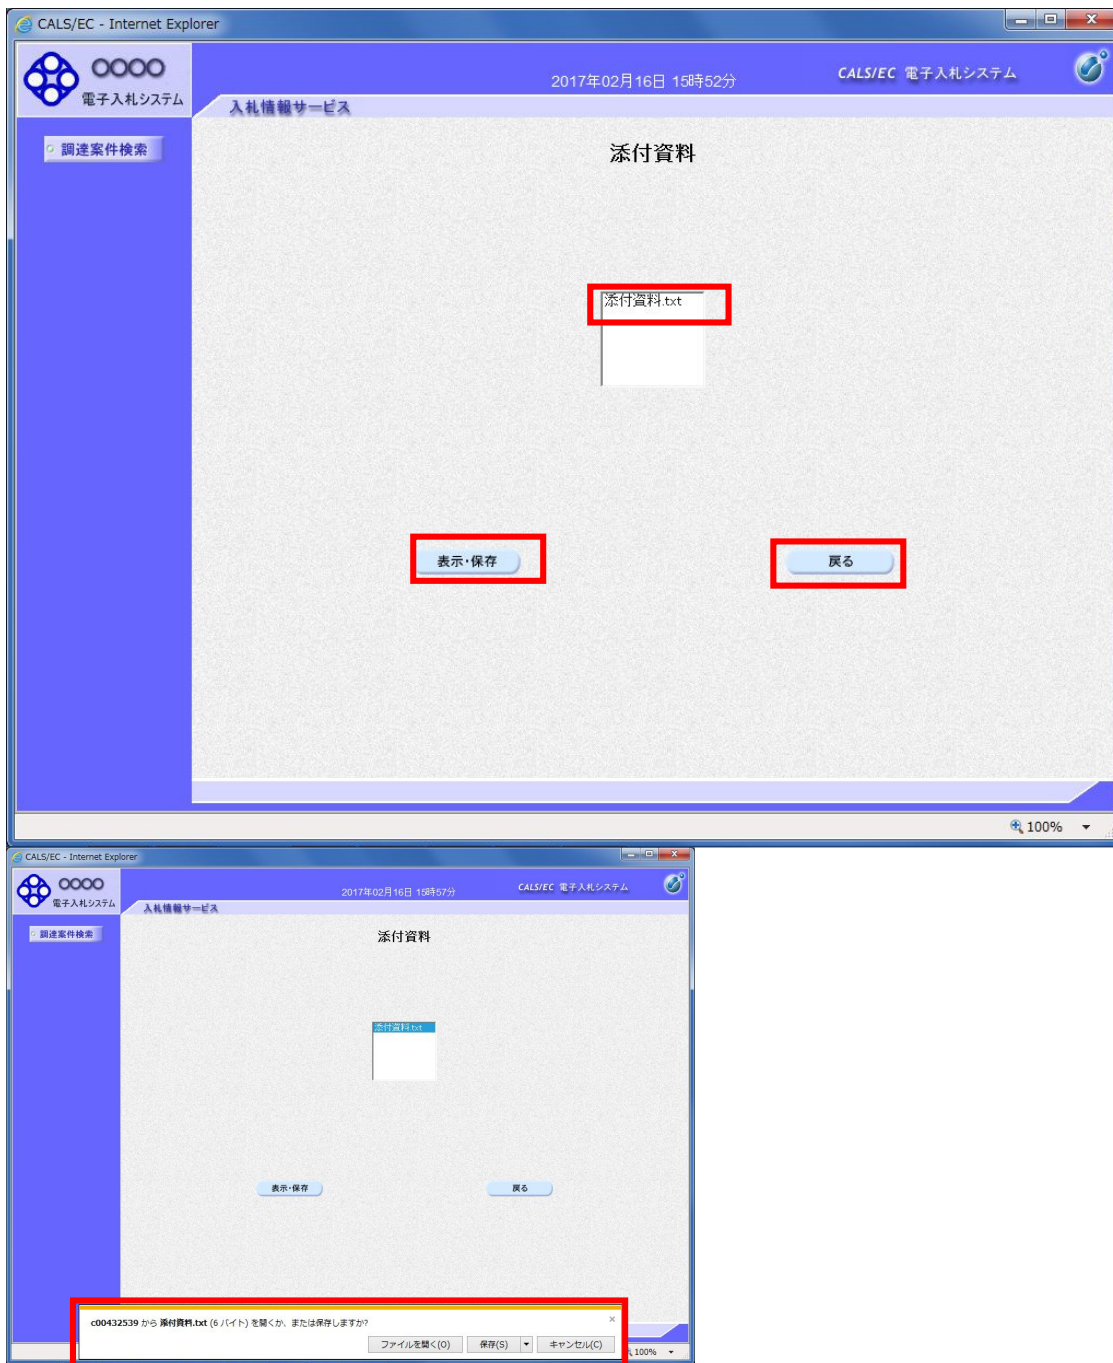 CALS/EC - Internet Explorer
OOOO
電子入札システム
2017年02月16日 15時52分
CALS/EC 電子入札システム
入札情報サービス
調達案件検索
添付資料
添付資料.txt
表示・保存
戻る
100%
CALS/EC - Internet Explorer
OOOO
電子入札システム
2017年02月16日 15時57分
CALS/EC 電子入札システム
入札情報サービス
調達案件検索
添付資料
添付資料.txt
表示・保存
戻る
c00432539 から 添付資料.txt (6 バイト) を開くか、または保存しますか?
ファイルを開く(O) 保存(S) キャンセル(C)
100%